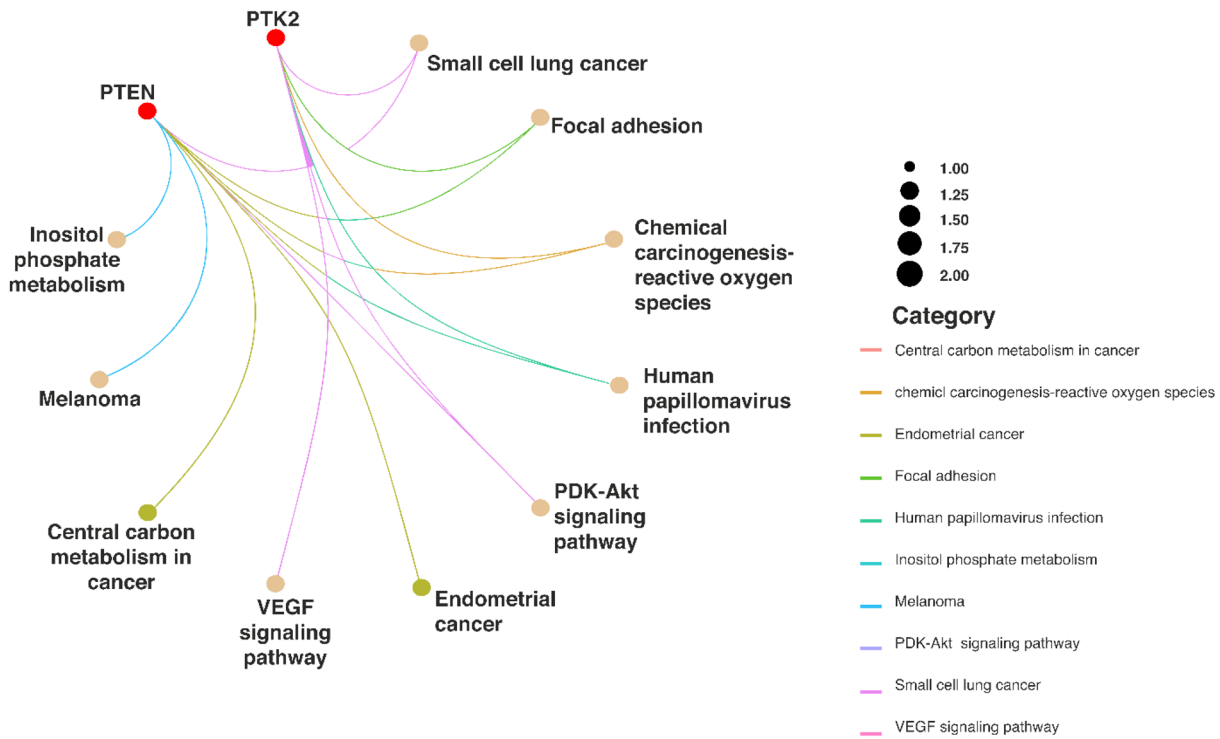 PTK2
Small cell lung cancer
PTEN
Focal adhesion
Inositol
phosphate
metabolism
Chemical
carcinogenesis-
reactive oxygen
species
Melanoma
Human
papillomavirus
infection
PDK-Akt
signaling
pathway
Central carbon
metabolism in
cancer
VEGF
signaling
pathway
Endometrial
cancer
1.00
1.25
1.50
1.75
2.00
Category
Central carbon metabolism in cancer
chemicl carcinogenesis-reactive oxygen species
Endometrial cancer
Focal adhesion
Human papillomavirus infection
Inositol phosphate metabolism
Melanoma
PDK-Akt signaling pathway
Small cell lung cancer
VEGF signaling pathway